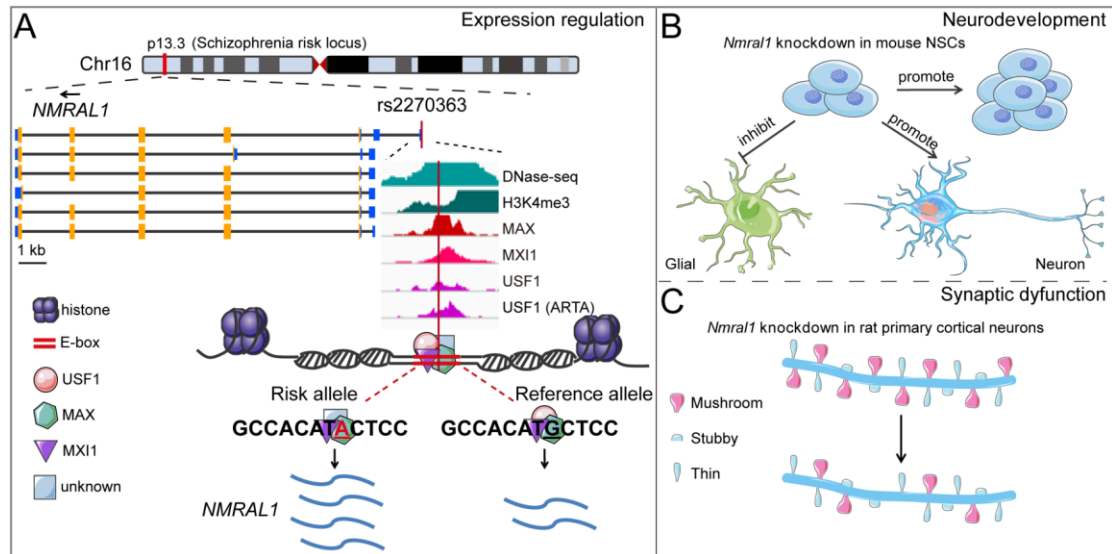 A
Expression regulation
p13.3 (Schizophrenia risk locus)
Chr16
NMRAL1
rs2270363
1 kb
DNase-seq
H3K4me3
MAX
MXI1
USF1
USF1 (ARTA)
histone
E-box
USF1
MAX
MXI1
unknown
Risk allele
Reference allele
GCCACATACTCC
GCCACATGCTCC
NMRAL1
B
Neurodevelopment
Nmral1 knockdown in mouse NSCs
promote
inhibit
promote
Glial
Neuron
C
Synaptic dyfunction
Nmral1 knockdown in rat primary cortical neurons
Mushroom
Stubby
Thin